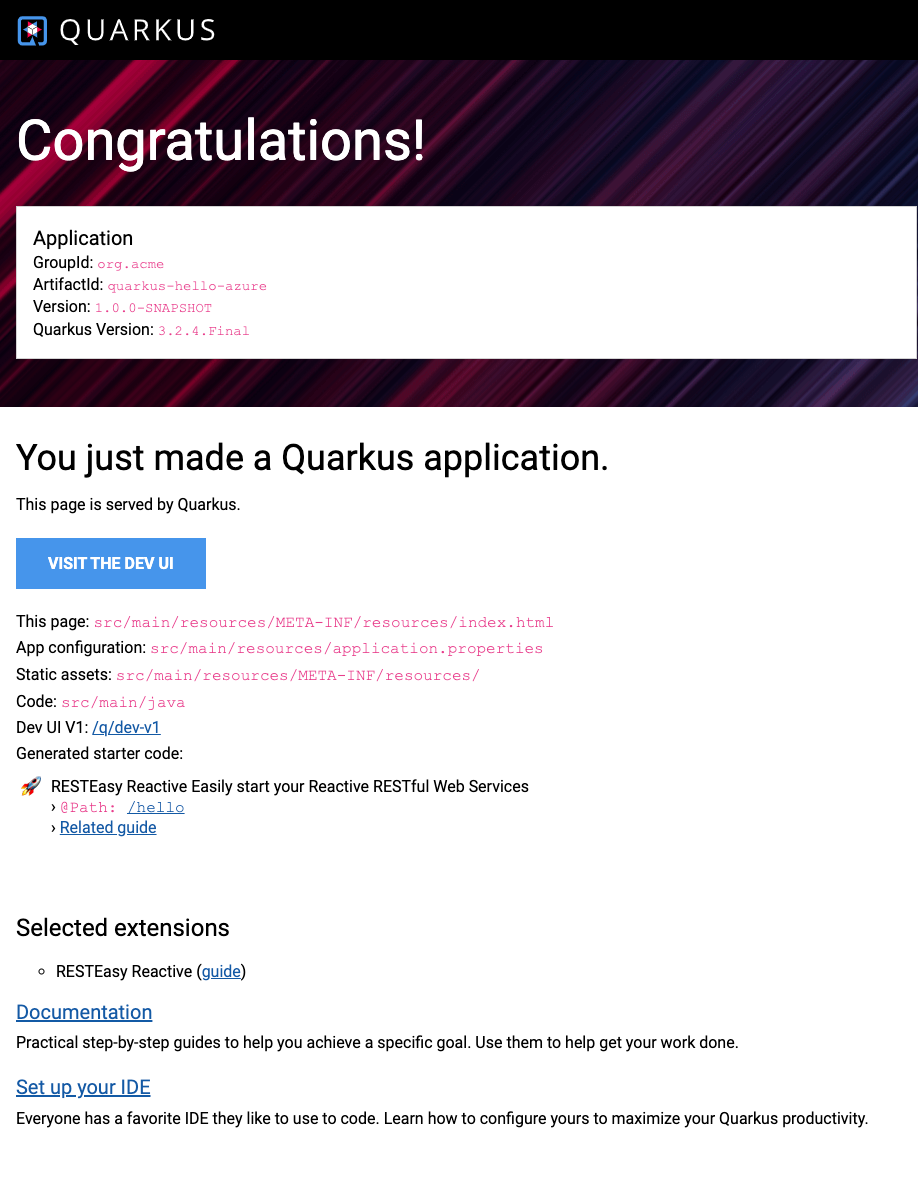 QUARKUS
Congratulations!
Application
GroupId: org.acme
ArtifactId: quarkus-hello-azure
Version: 1.0.0-SNAPSHOT
Quarkus Version: 3.2.4.Final
You just made a Quarkus application.
This page is served by Quarkus.
VISIT THE DEV UI
This page: src/main/resources/META-INF/resources/index.html
App configuration: src/main/resources/application.properties
Static assets: src/main/resources/META-INF/resources/
Code: src/main/java
Dev UI V1: /q/dev-v1
Generated starter code:
🚀 RESTEasy Reactive Easily start your Reactive RESTful Web Services
› @Path: /hello
› Related guide
Selected extensions
RESTEasy Reactive (guide)
Documentation
Practical step-by-step guides to help you achieve a specific goal. Use them to help get your work done.
Set up your IDE
Everyone has a favorite IDE they like to use to code. Learn how to configure yours to maximize your Quarkus productivity.